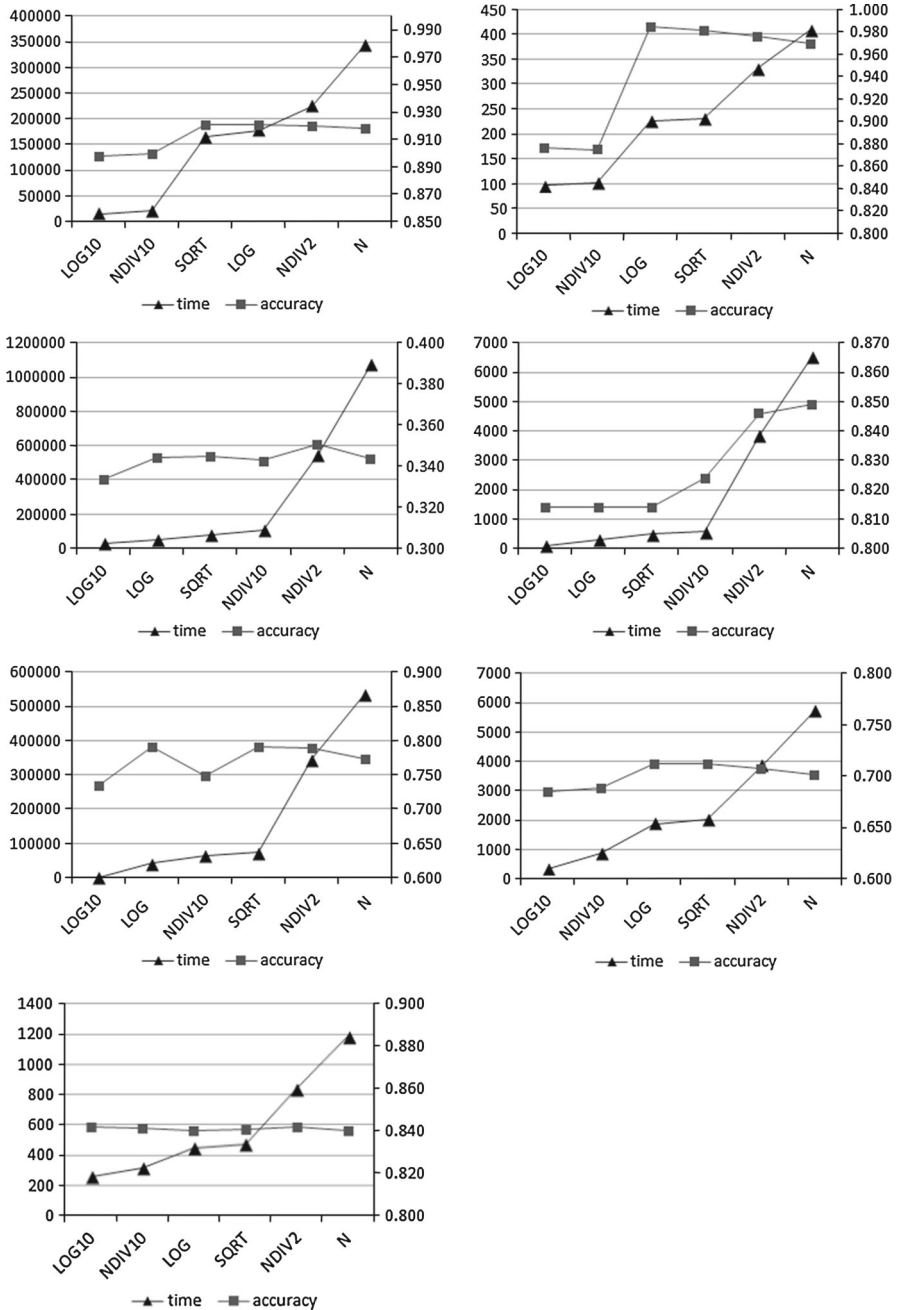 400000
350000
300000
250000
200000
150000
100000
50000
0
0.990
0.970
0.950
0.930
0.910
0.890
0.870
0.850
LOG10
NDIV10
SQRT
LOG
NDIV2
N
time accuracy
450
400
350
300
250
200
150
100
50
0
1.000
0.980
0.960
0.940
0.920
0.900
0.880
0.860
0.840
0.820
0.800
LOG10
NDIV10
LOG
SQRT
NDIV2
N
time accuracy
1200000
1000000
800000
600000
400000
200000
0
0.400
0.380
0.360
0.340
0.320
0.300
LOG10
LOG
SQRT
NDIV10
NDIV2
N
time accuracy
7000
6000
5000
4000
3000
2000
1000
0
0.870
0.860
0.850
0.840
0.830
0.820
0.810
0.800
LOG10
LOG
SQRT
NDIV10
NDIV2
N
time accuracy
600000
500000
400000
300000
200000
100000
0
0.900
0.850
0.800
0.750
0.700
0.650
0.600
LOG10
LOG
NDIV10
SQRT
NDIV2
N
time accuracy
7000
6000
5000
4000
3000
2000
1000
0
0.800
0.750
0.700
0.650
0.600
LOG10
NDIV10
LOG
SQRT
NDIV2
N
time accuracy
1400
1200
1000
800
600
400
200
0
0.900
0.880
0.860
0.840
0.820
0.800
LOG10
NDIV10
LOG
SQRT
NDIV2
N
time accuracy